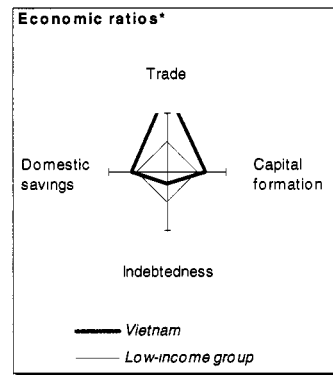 Economic ratios*
Trade
Domestic
savings
Capital
formation
Indebtedness
Vietnam
Low-income group